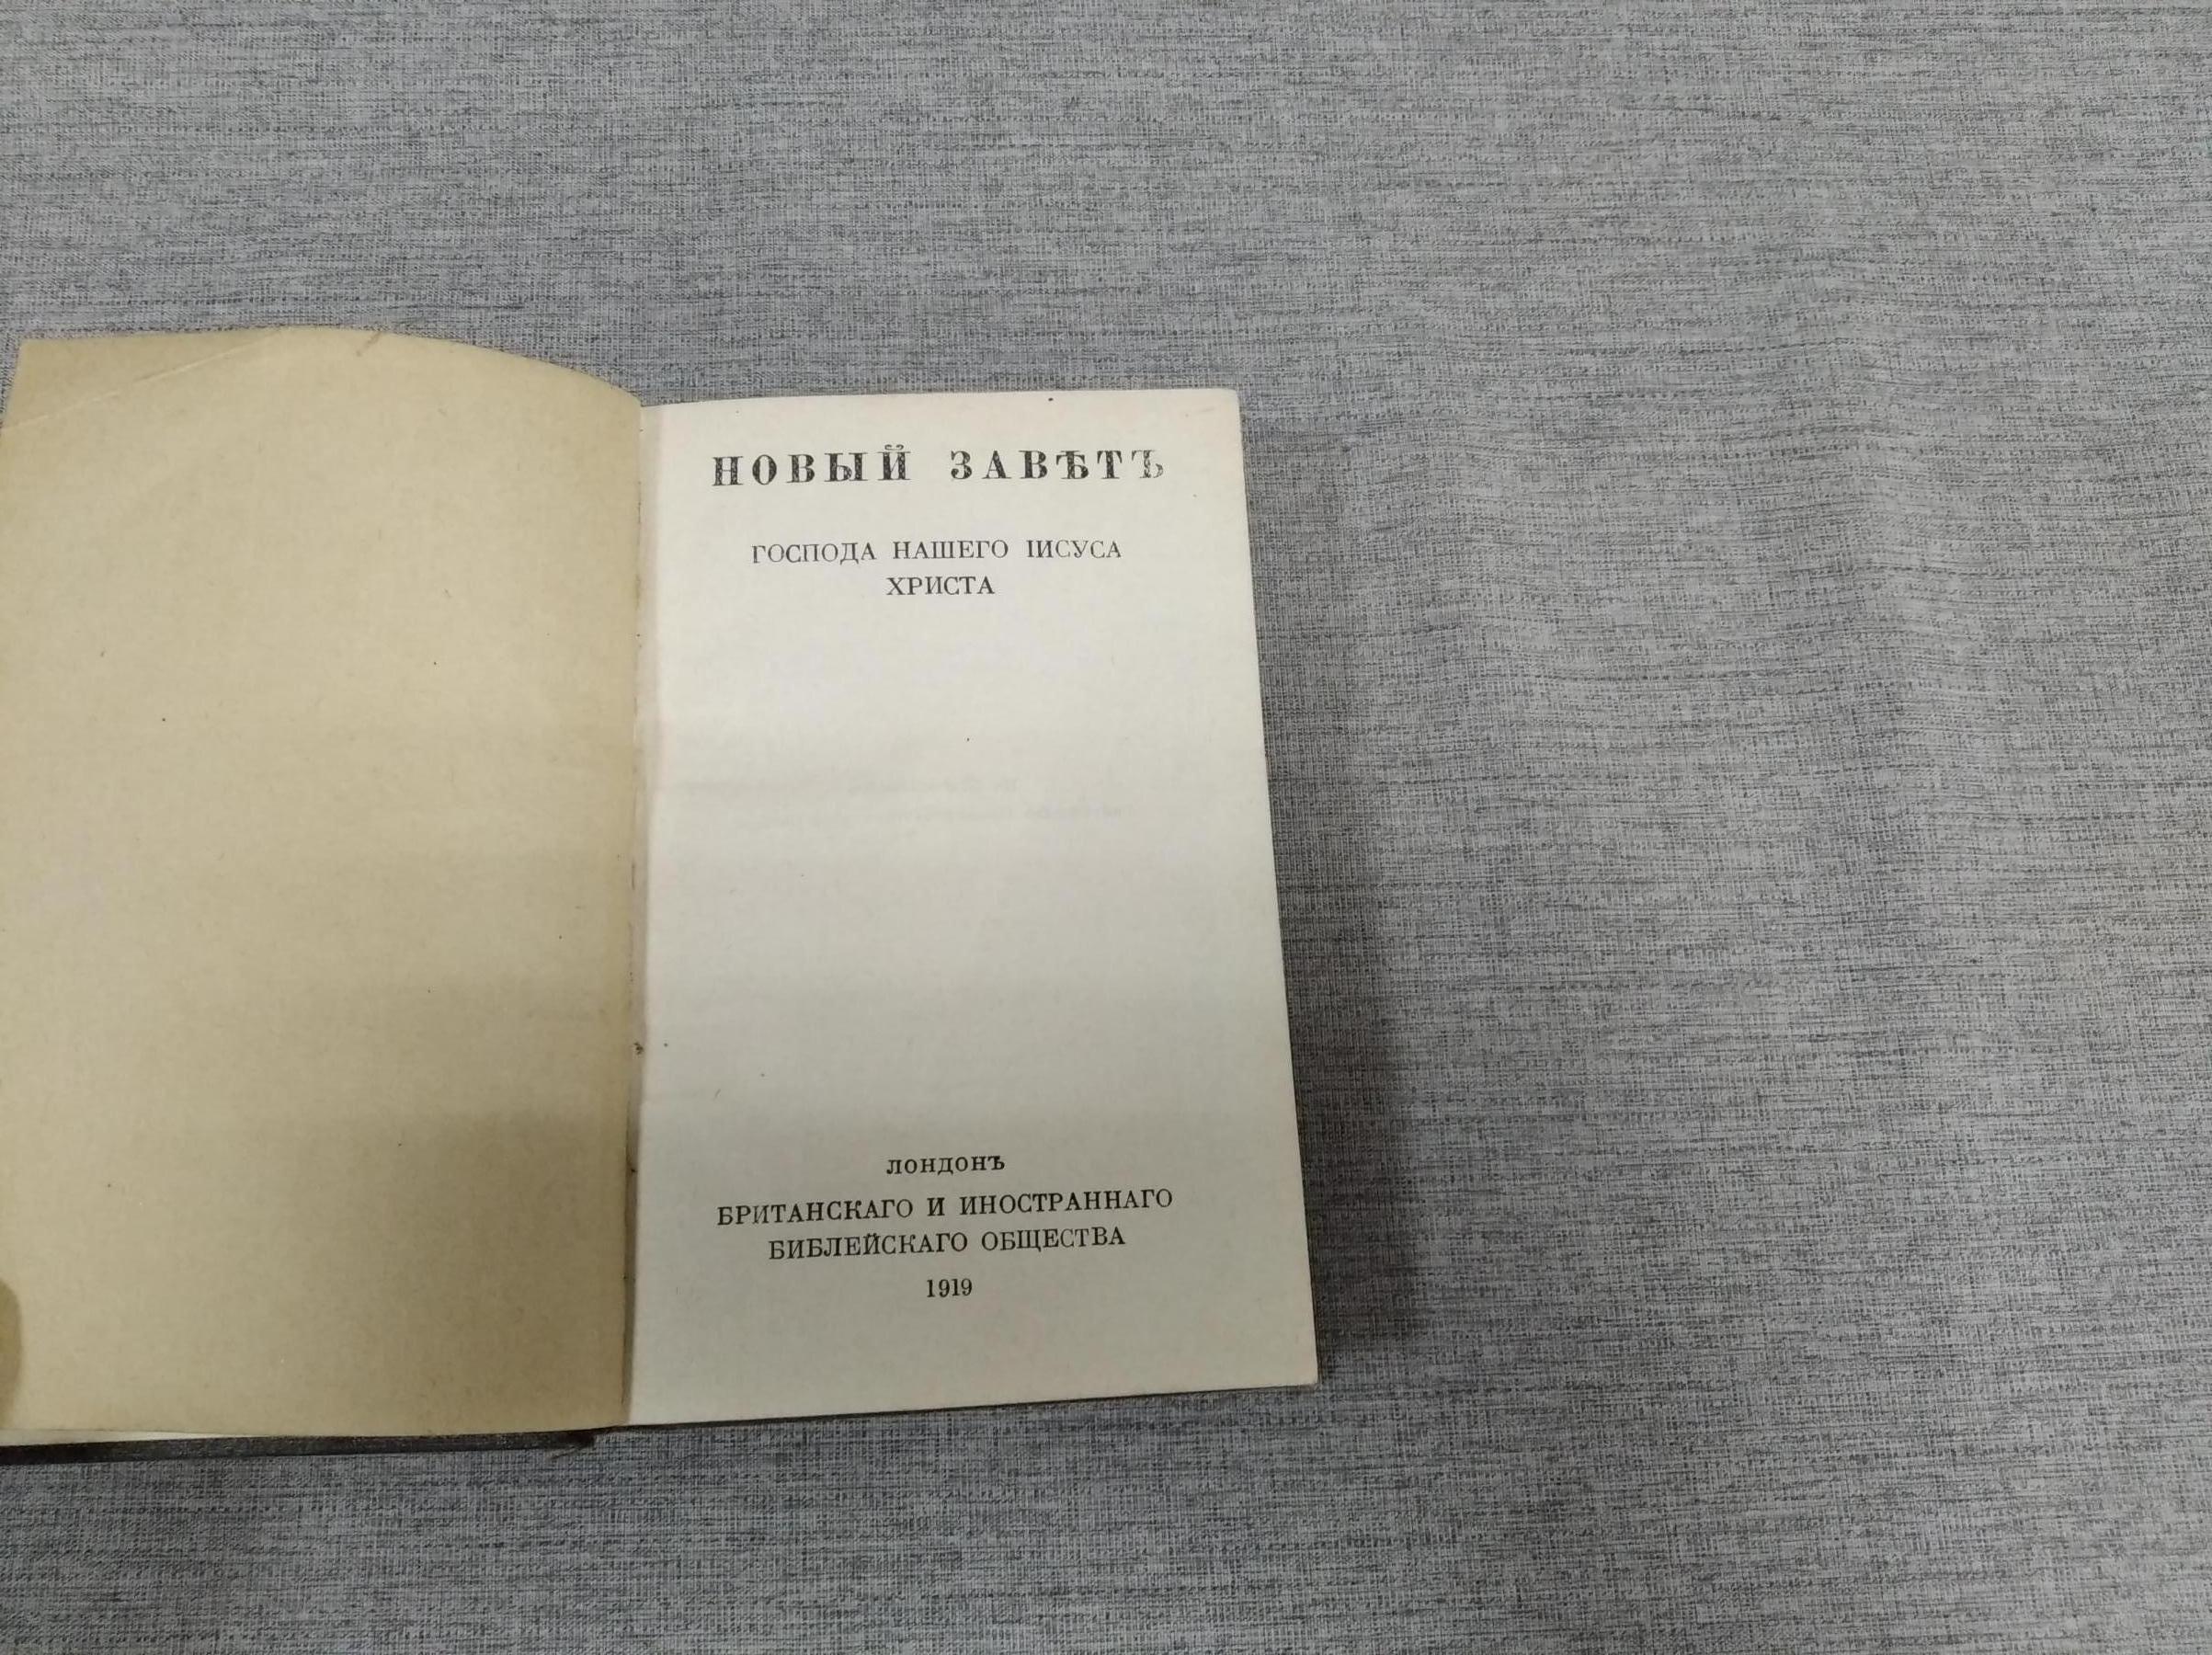 НОВЫЙ ЗАВѢТЪ
ГОСПОДА НАШЕГО ІИСУСА
ХРИСТА
ЛОНДОНЪ
БРИТАНСКАГО И ИНОСТРАННАГО
БИБЛЕЙСКАГО ОБЩЕСТВА
1919